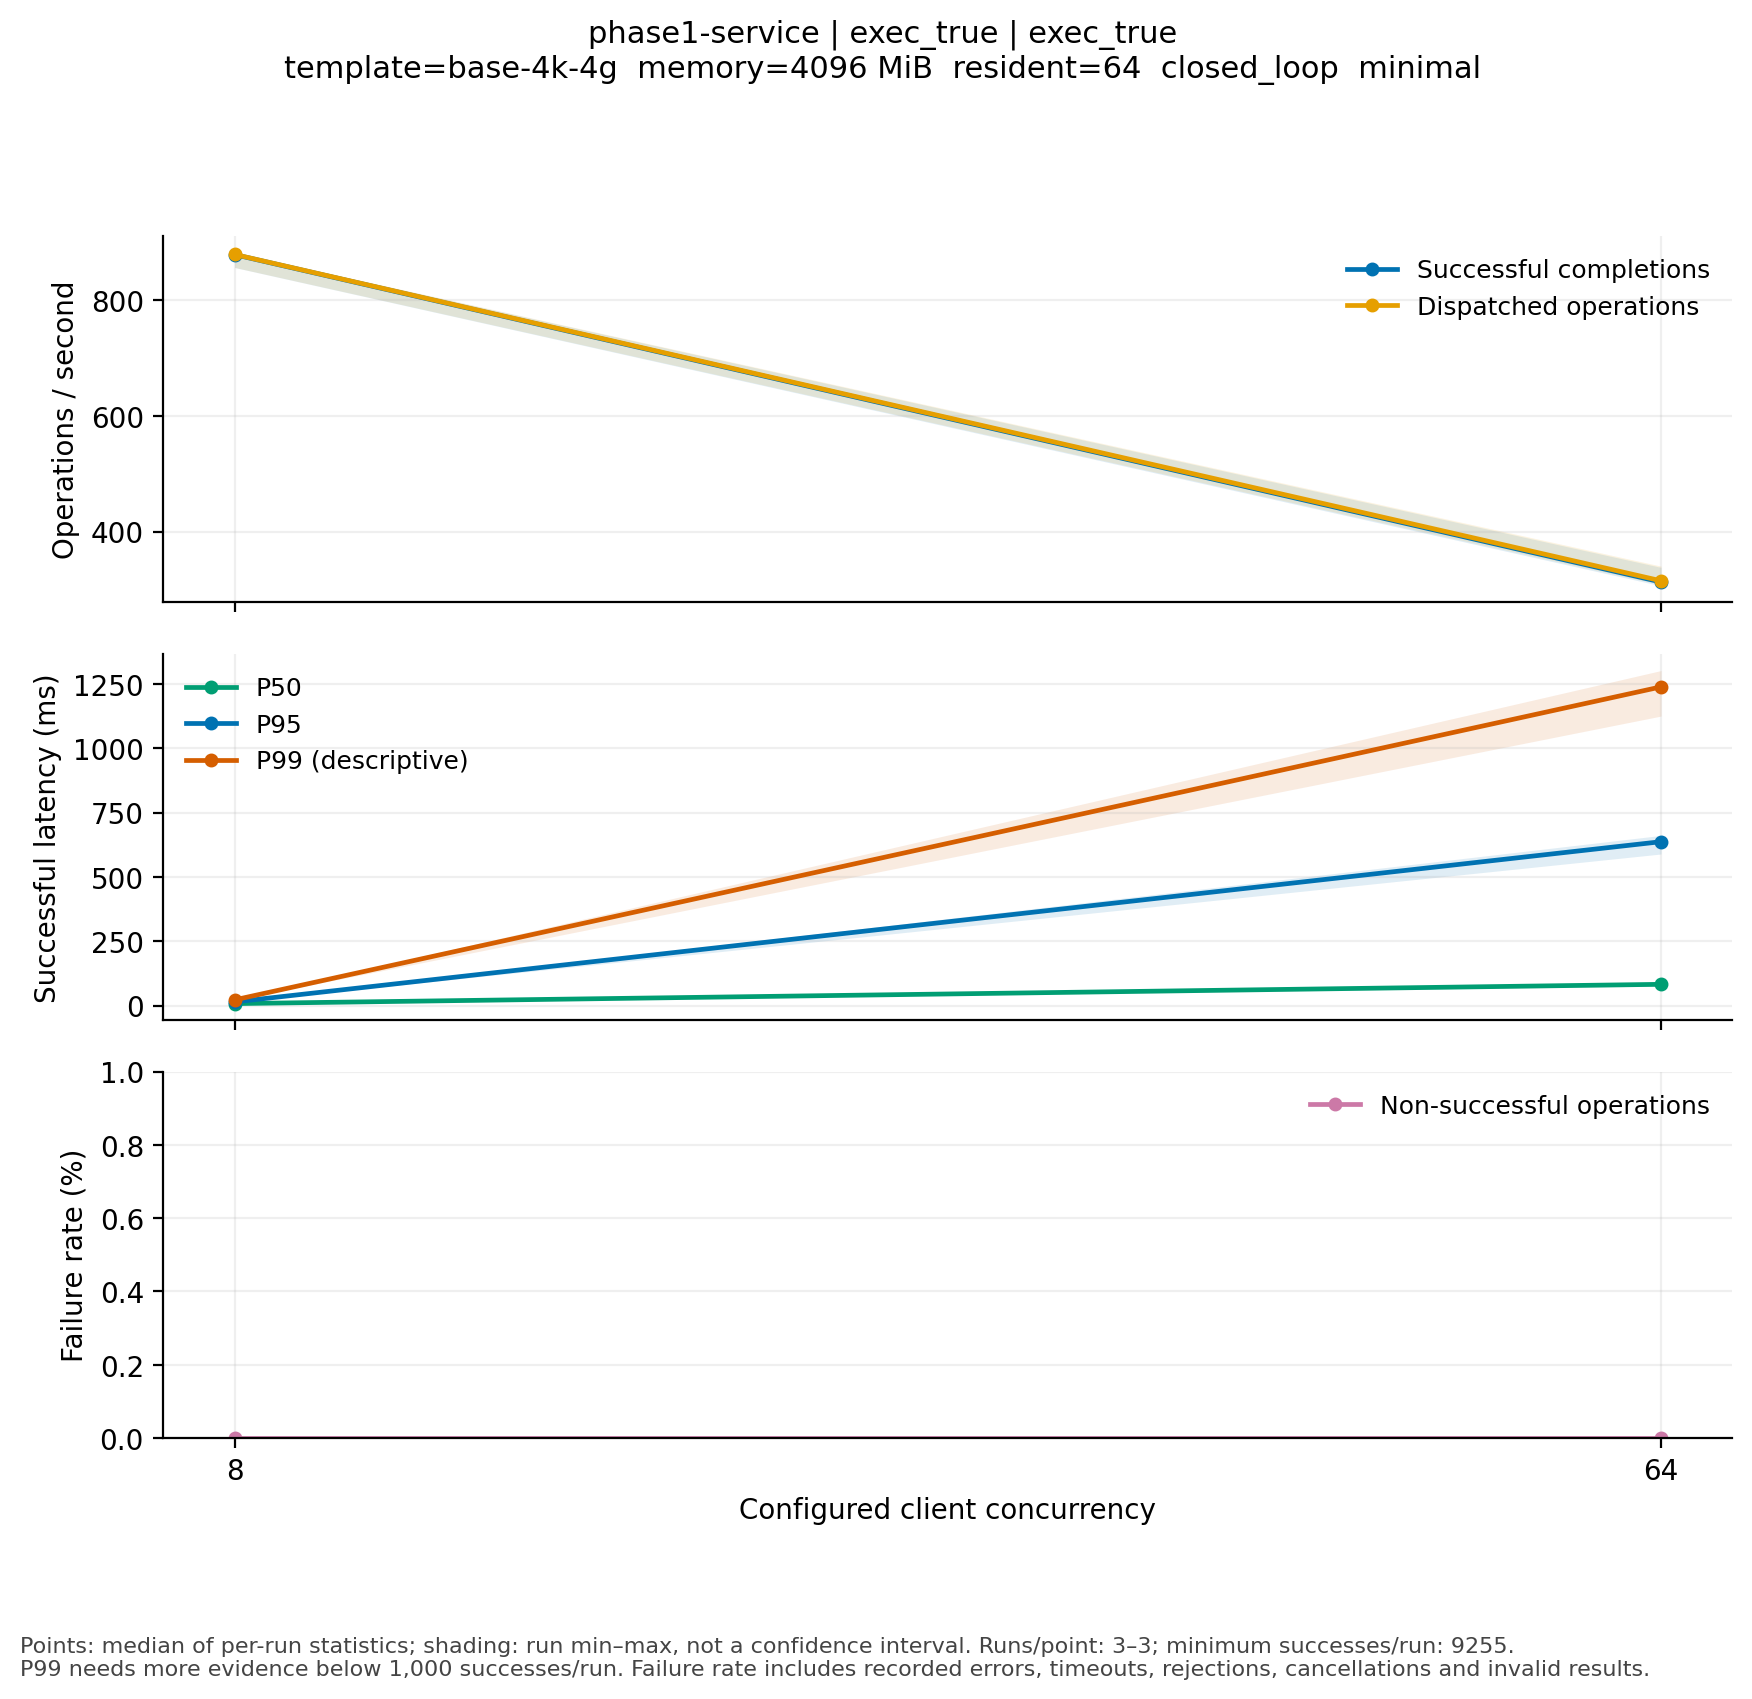 phase1-service | exec_true | exec_true
template=base-4k-4g  memory=4096 MiB  resident=64  closed_loop  minimal
Operations / second
800
600
400
Successful completions
Dispatched operations
Successful latency (ms)
1250
1000
750
500
250
0
P50
P95
P99 (descriptive)
Failure rate (%)
1.0
0.8
0.6
0.4
0.2
0.0
Non-successful operations
8
64
Configured client concurrency
Points: median of per-run statistics; shading: run min–max, not a confidence interval. Runs/point: 3–3; minimum successes/run: 9255.
P99 needs more evidence below 1,000 successes/run. Failure rate includes recorded errors, timeouts, rejections, cancellations and invalid results.